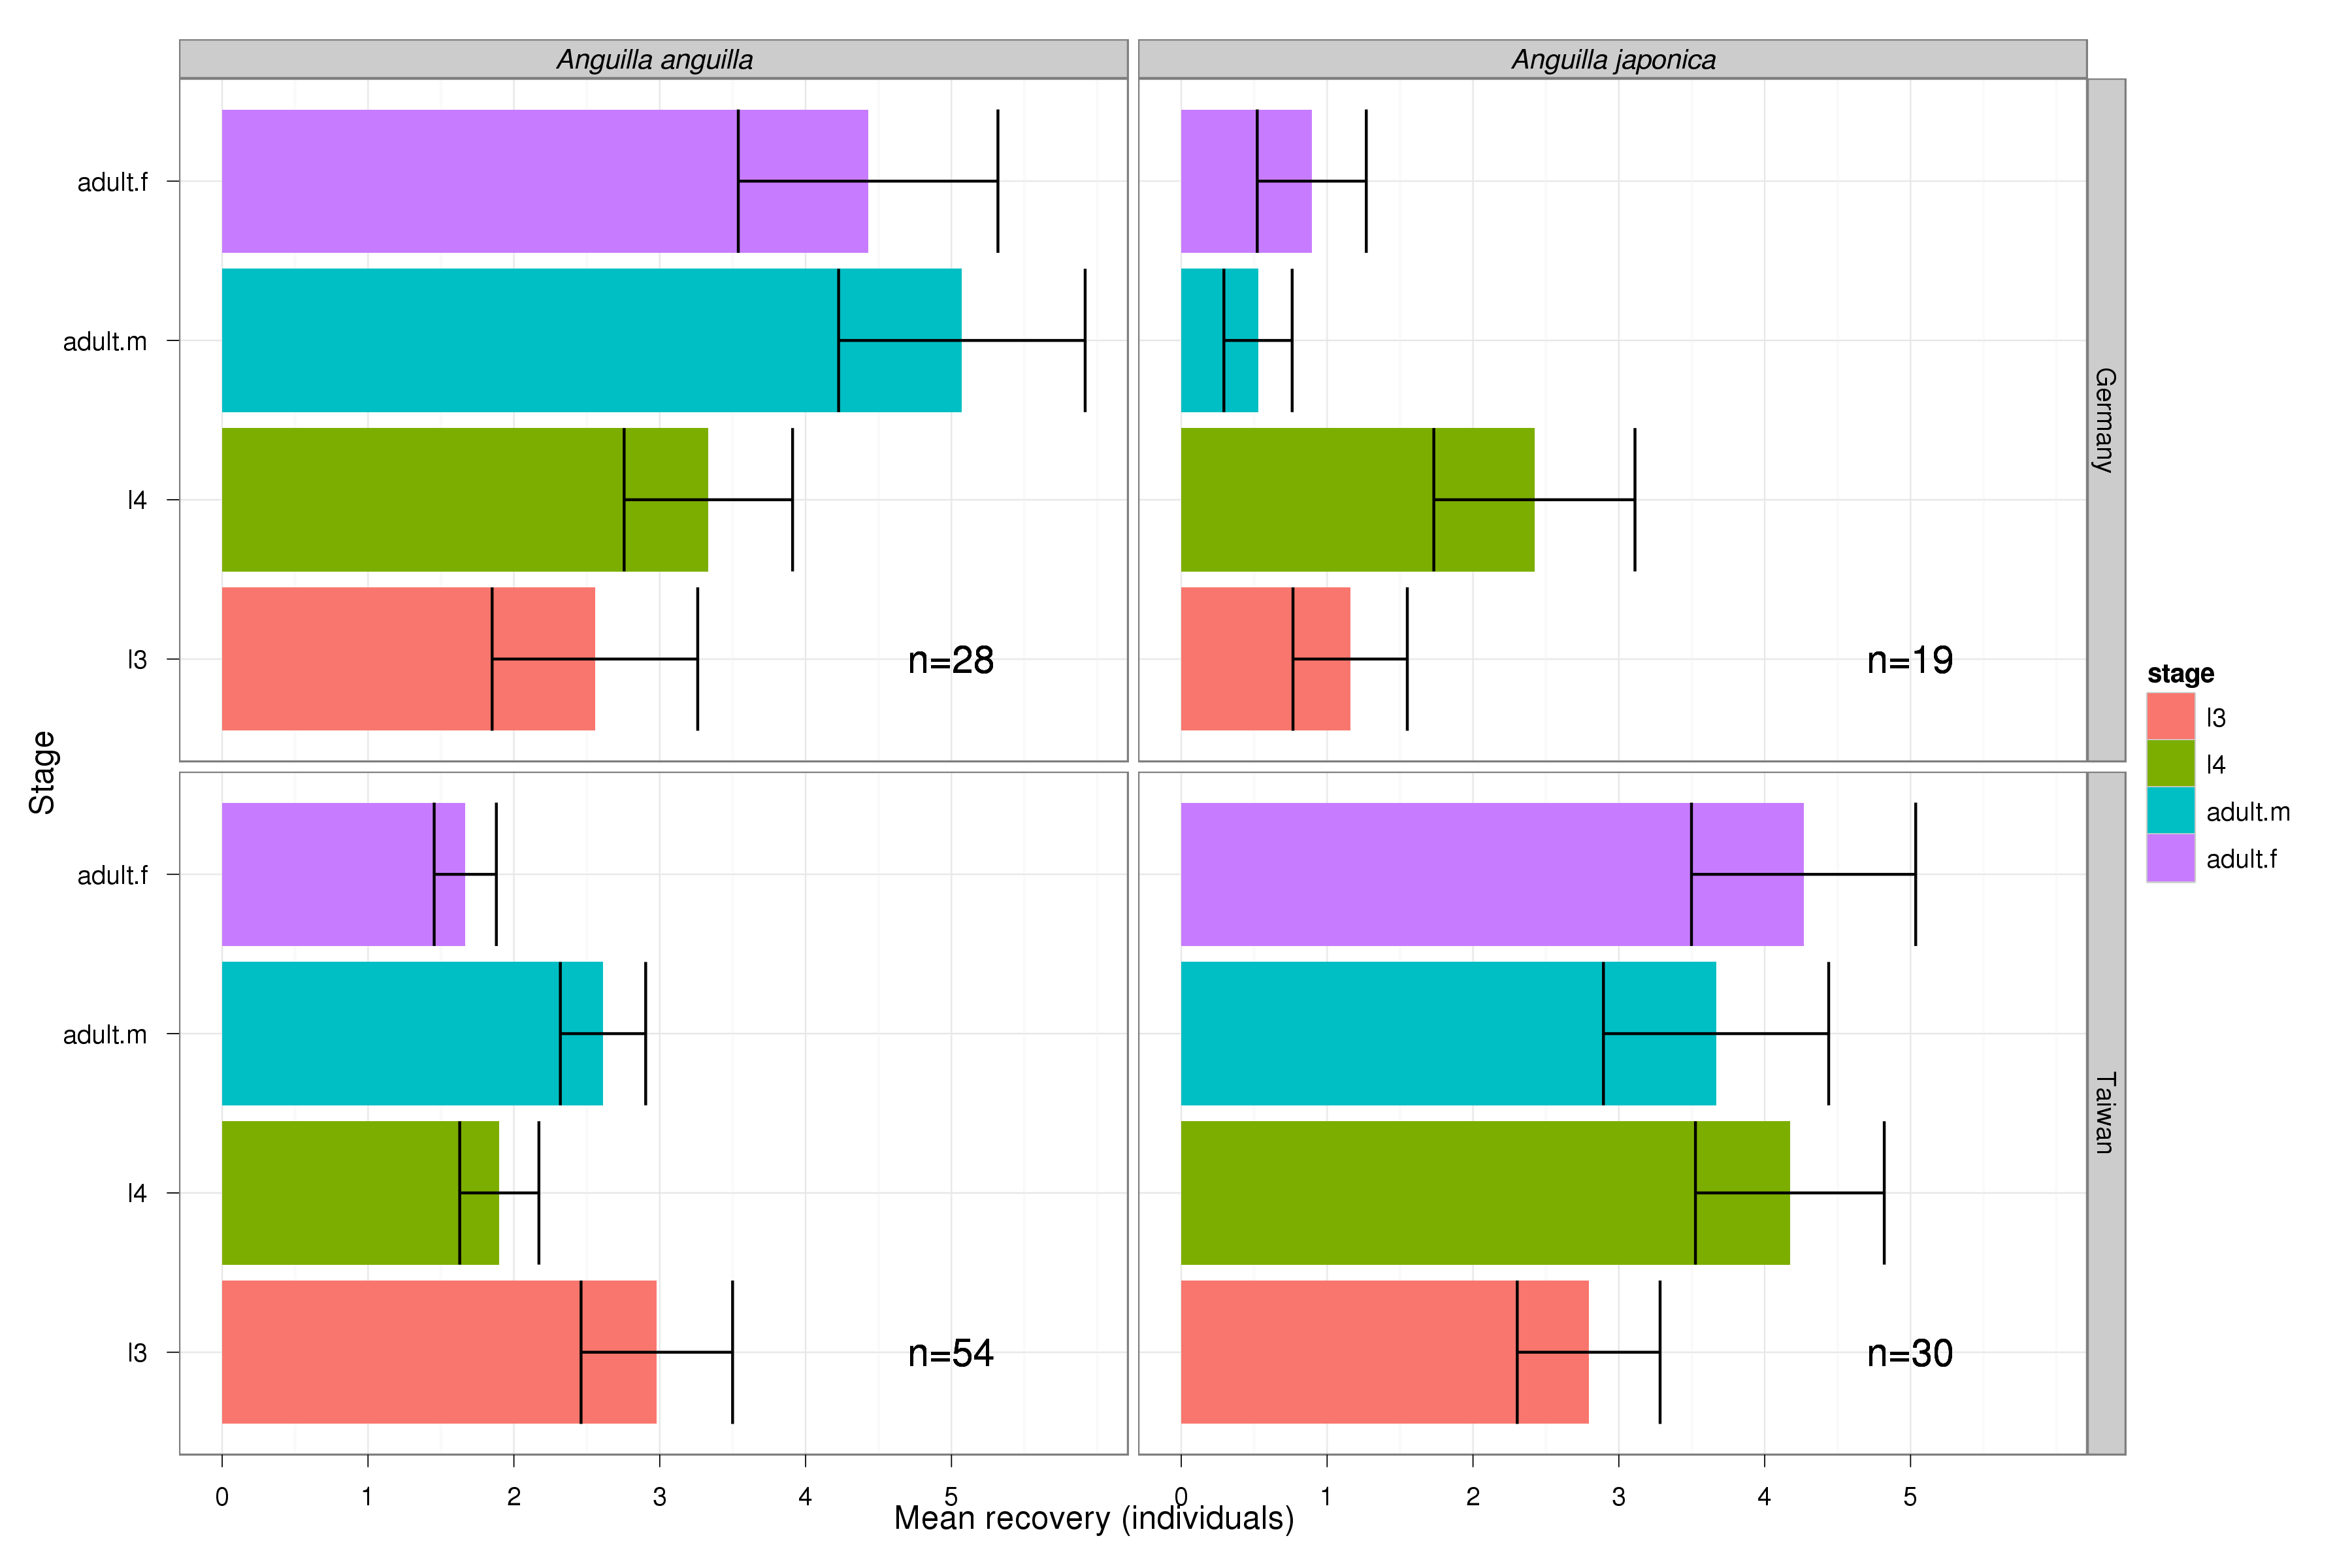 Anguilla anguilla
Anguilla japonica
adult.f
adult.m
l4
l3
n=28
n=19
Germany
Stage
adult.f
adult.m
l4
l3
n=54
n=30
Taiwan
0 1 2 3 4 5
0 1 2 3 4 5
Mean recovery (individuals)
stage
l3
l4
adult.m
adult.f